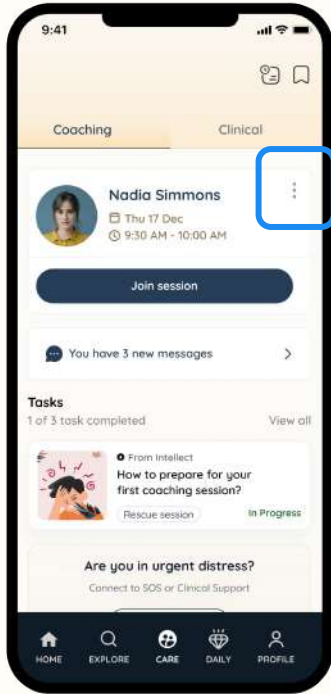 9:41
Coaching
Clinical
Nadia Simmons
Thu 17 Dec
9:30 AM - 10:00 AM
Join session
You have 3 new messages
Tasks
1 of 3 task completed
View all
From Intellect
How to prepare for your
first coaching session?
Rescue session
In Progress
Are you in urgent distress?
Connect to SOS or Clinical Support
HOME
EXPLORE
CARE
DAILY
PROFILE